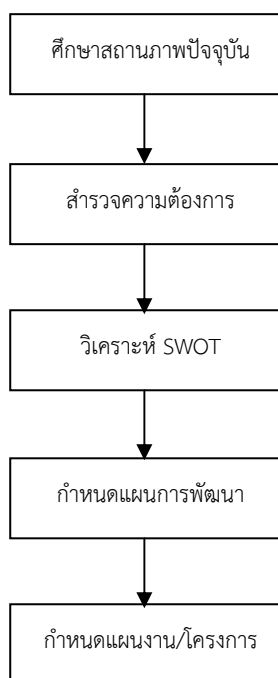 ศึกษาสถานภาพปัจจุบัน
สำรวจความต้องการ
วิเคราะห์ SWOT
กำหนดแผนการพัฒนา
กำหนดแผนงาน/โครงการ